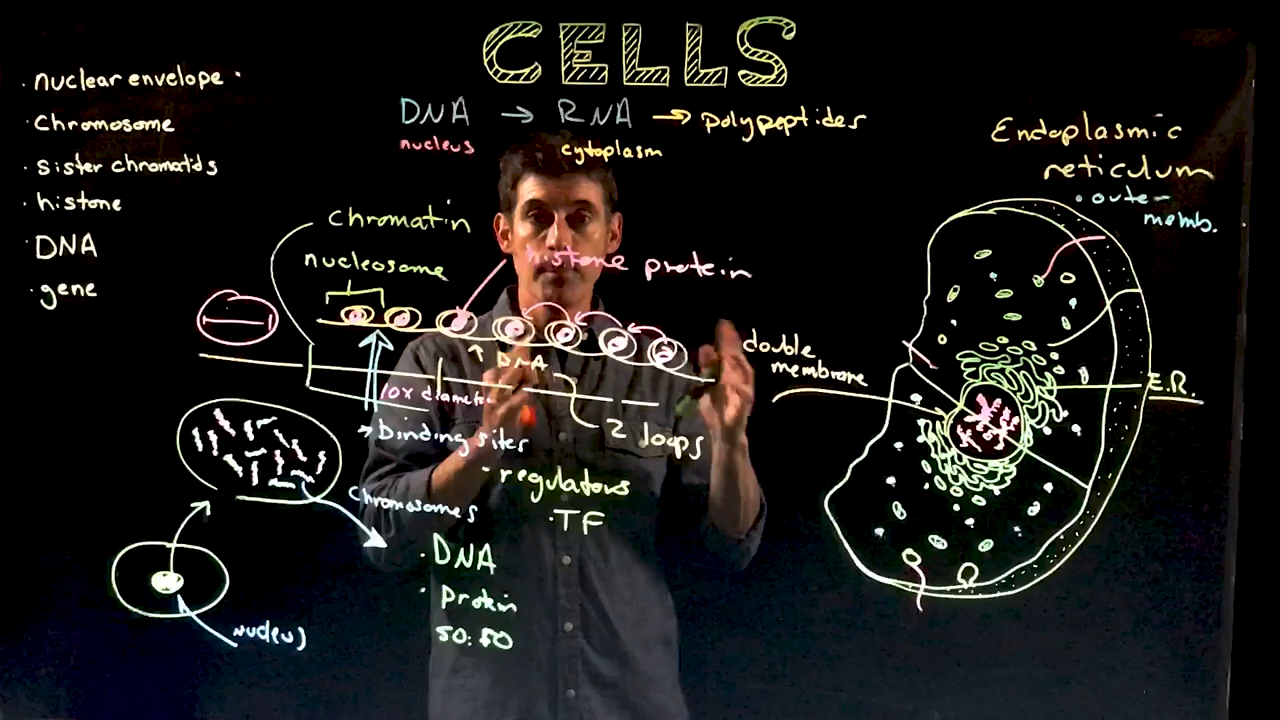 CELLS
DNA → RNA → polypeptides
nucleus
cytoplasm
· nuclear envelope ·
· Chromosome
· Sister chromatids
· histone
· DNA
· gene
chromatin
nucleosome
histone protein
DNA
10x diameter
→ binding sites
- regulators
· TF
2 loops
chromosomes
· DNA
· Protein
50:50
nucleus
double
membrane
Endoplasmic
reticulum
· outer
memb.
E.R.